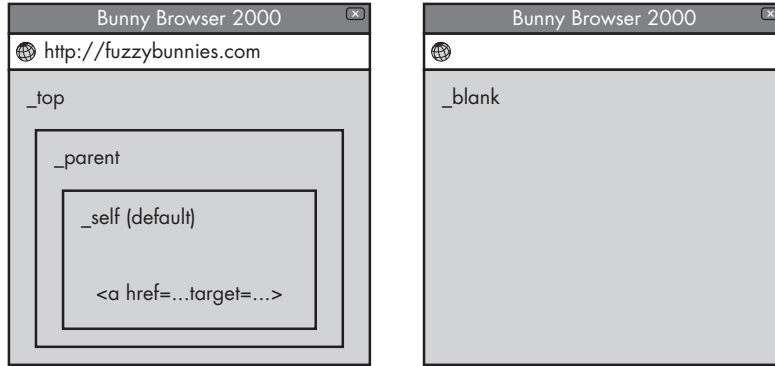 Bunny Browser 2000
http://fuzzybunnies.com
_top
_parent
_self (default)
<a href=...target=...>
Bunny Browser 2000
_blank